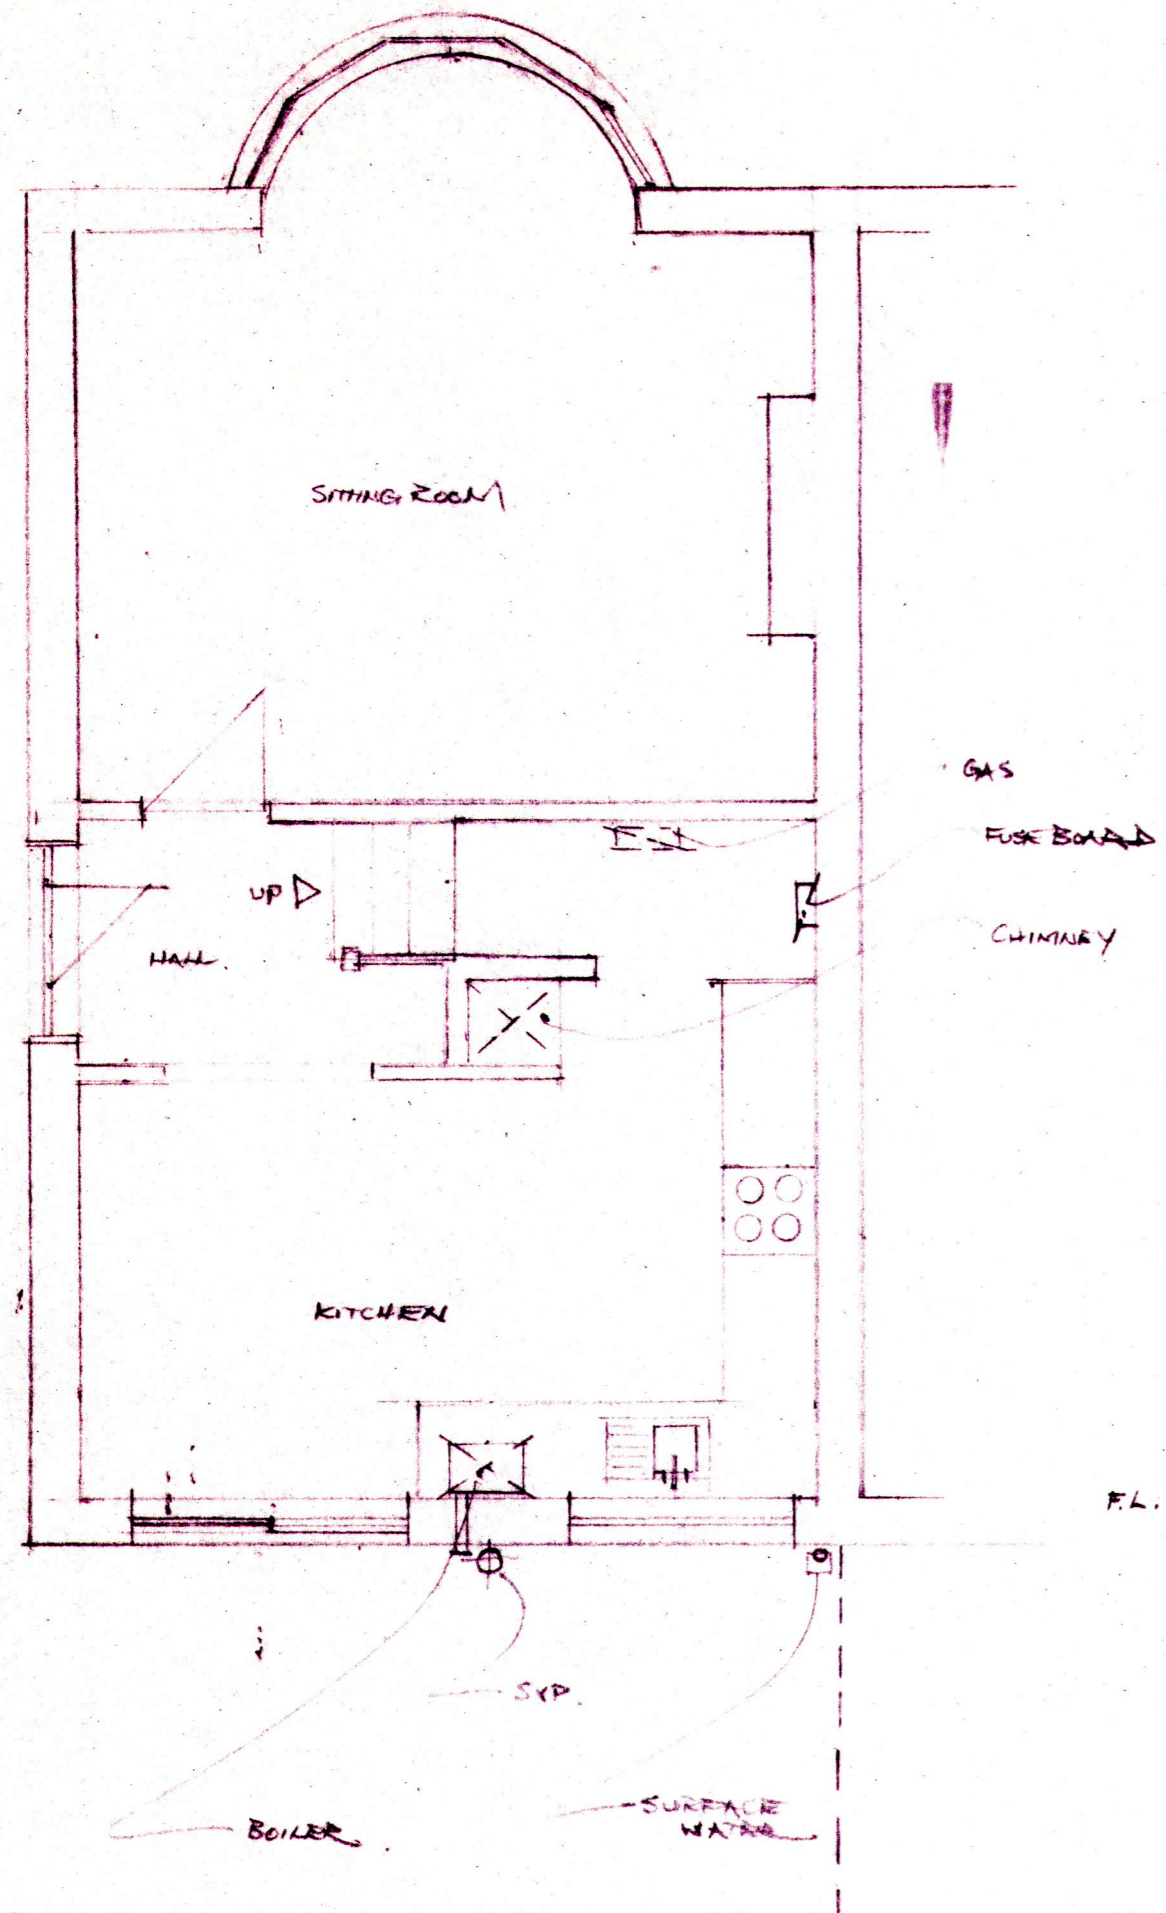 SITTING ROOM
GAS
FUSE BOARD
UP
CHIMNEY
HALL.
KITCHEN
F.L.
SVP.
SURFACE
WATER
BOILER.